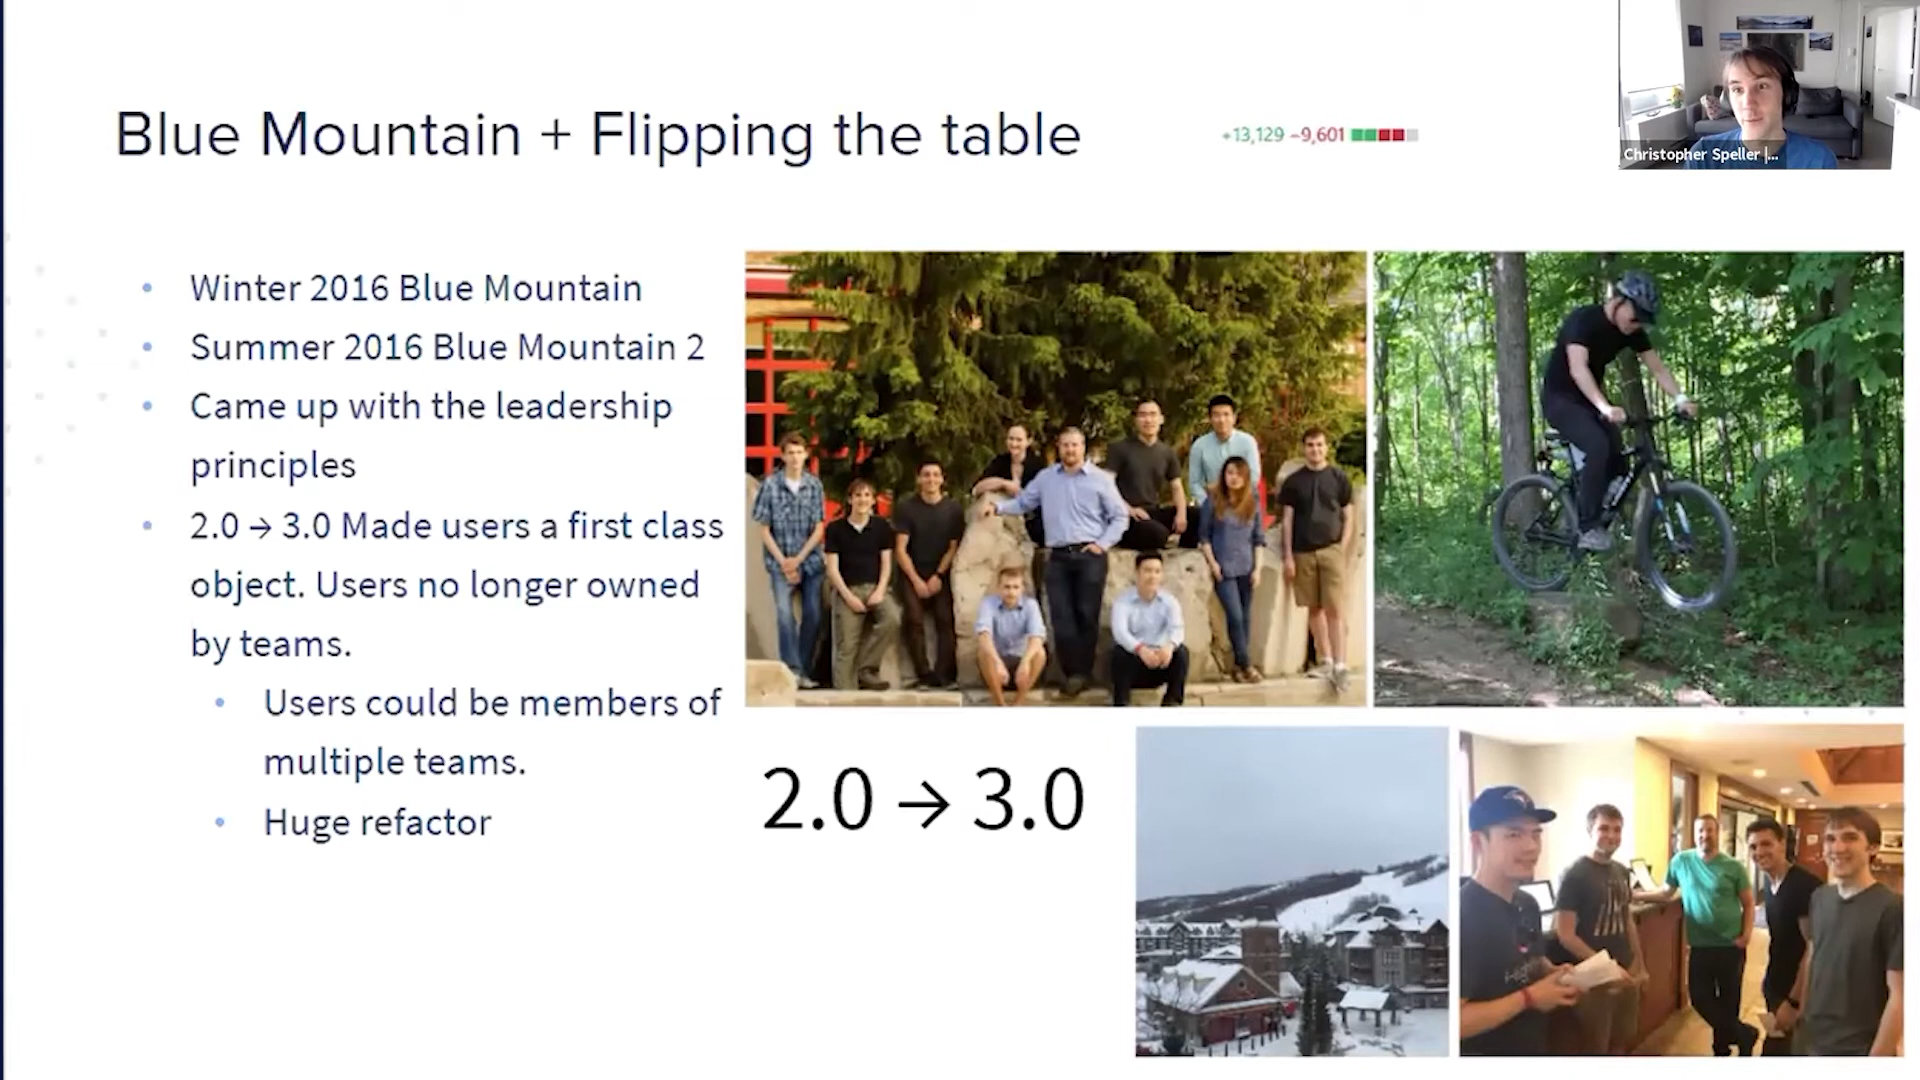 Blue Mountain + Flipping the table
+13,129 −9,601
Christopher Speller |...
Winter 2016 Blue Mountain
Summer 2016 Blue Mountain 2
Came up with the leadership
principles
2.0 → 3.0 Made users a first class
object. Users no longer owned
by teams.
Users could be members of
multiple teams.
Huge refactor
2.0 → 3.0